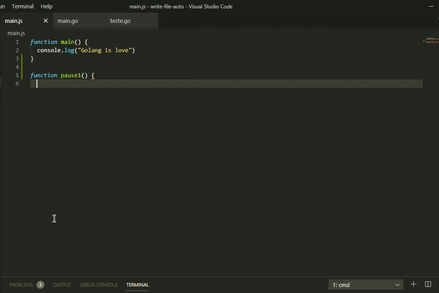 un Terminal Help main.js - write-file-auto - Visual Studio Code
main.js × main.go teste.go
main.js
1 function main() {
2 console.log("Golang is love")
3 }
4
5 function pause1() {
6
PROBLEMS OUTPUT DEBUG CONSOLE TERMINAL 1: cmd